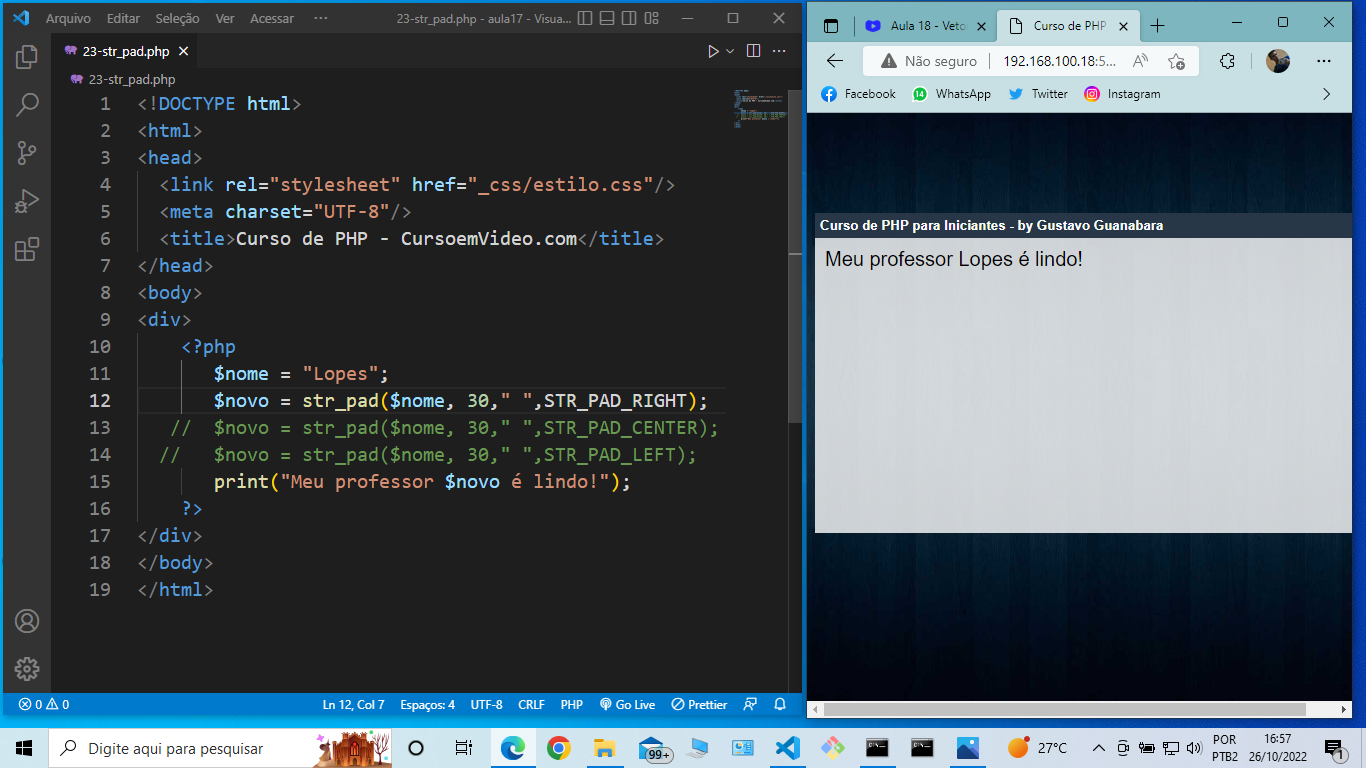 Arquivo Editar Seleção Ver Acessar ··· 23-str_pad.php - aula17 - Visua...
23-str_pad.php
23-str_pad.php
1 <!DOCTYPE html>
2 <html>
3 <head>
4 <link rel="stylesheet" href="_css/estilo.css"/>
5 <meta charset="UTF-8"/>
6 <title>Curso de PHP - CursoemVideo.com</title>
7 </head>
8 <body>
9 <div>
10 <?php
11 $nome = "Lopes";
12 $novo = str_pad($nome, 30," ",STR_PAD_RIGHT);
13 // $novo = str_pad($nome, 30," ",STR_PAD_CENTER);
14 // $novo = str_pad($nome, 30," ",STR_PAD_LEFT);
15 print("Meu professor $novo é lindo!");
16 ?>
17 </div>
18 </body>
19 </html>
0 0 Ln 12, Col 7 Espaços: 4 UTF-8 CRLF PHP Go Live Prettier
Aula 18 - Veto Curso de PHP
Não seguro 192.168.100.18:5...
Facebook 14 WhatsApp Twitter Instagram
Curso de PHP para Iniciantes - by Gustavo Guanabara
Meu professor Lopes é lindo!
Digite aqui para pesquisar 99+ 27°C POR PTB2 16:57 26/10/2022 1